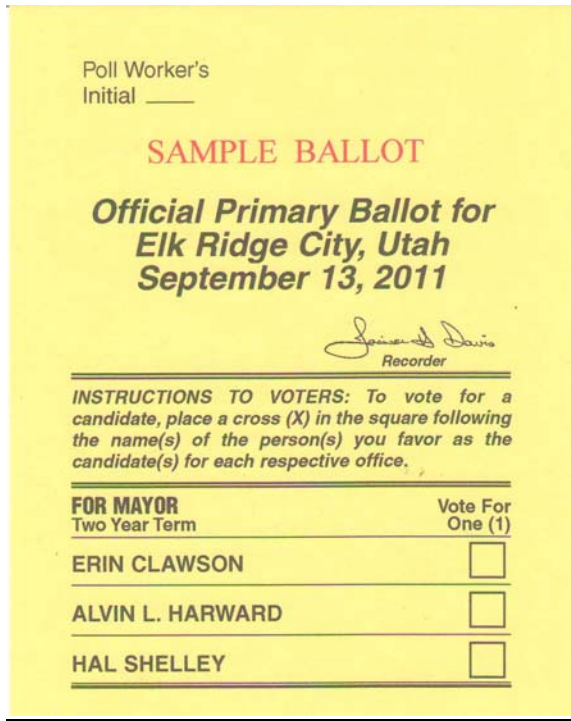 Poll Worker's
Initial ____
SAMPLE BALLOT
Official Primary Ballot for
Elk Ridge City, Utah
September 13, 2011
Davis
Recorder
INSTRUCTIONS TO VOTERS: To vote for a
candidate, place a cross (X) in the square following
the name(s) of the person(s) you favor as the
candidate(s) for each respective office.
FOR MAYOR
Two Year Term
Vote For
One (1)
ERIN CLAWSON
ALVIN L. HARWARD
HAL SHELLEY